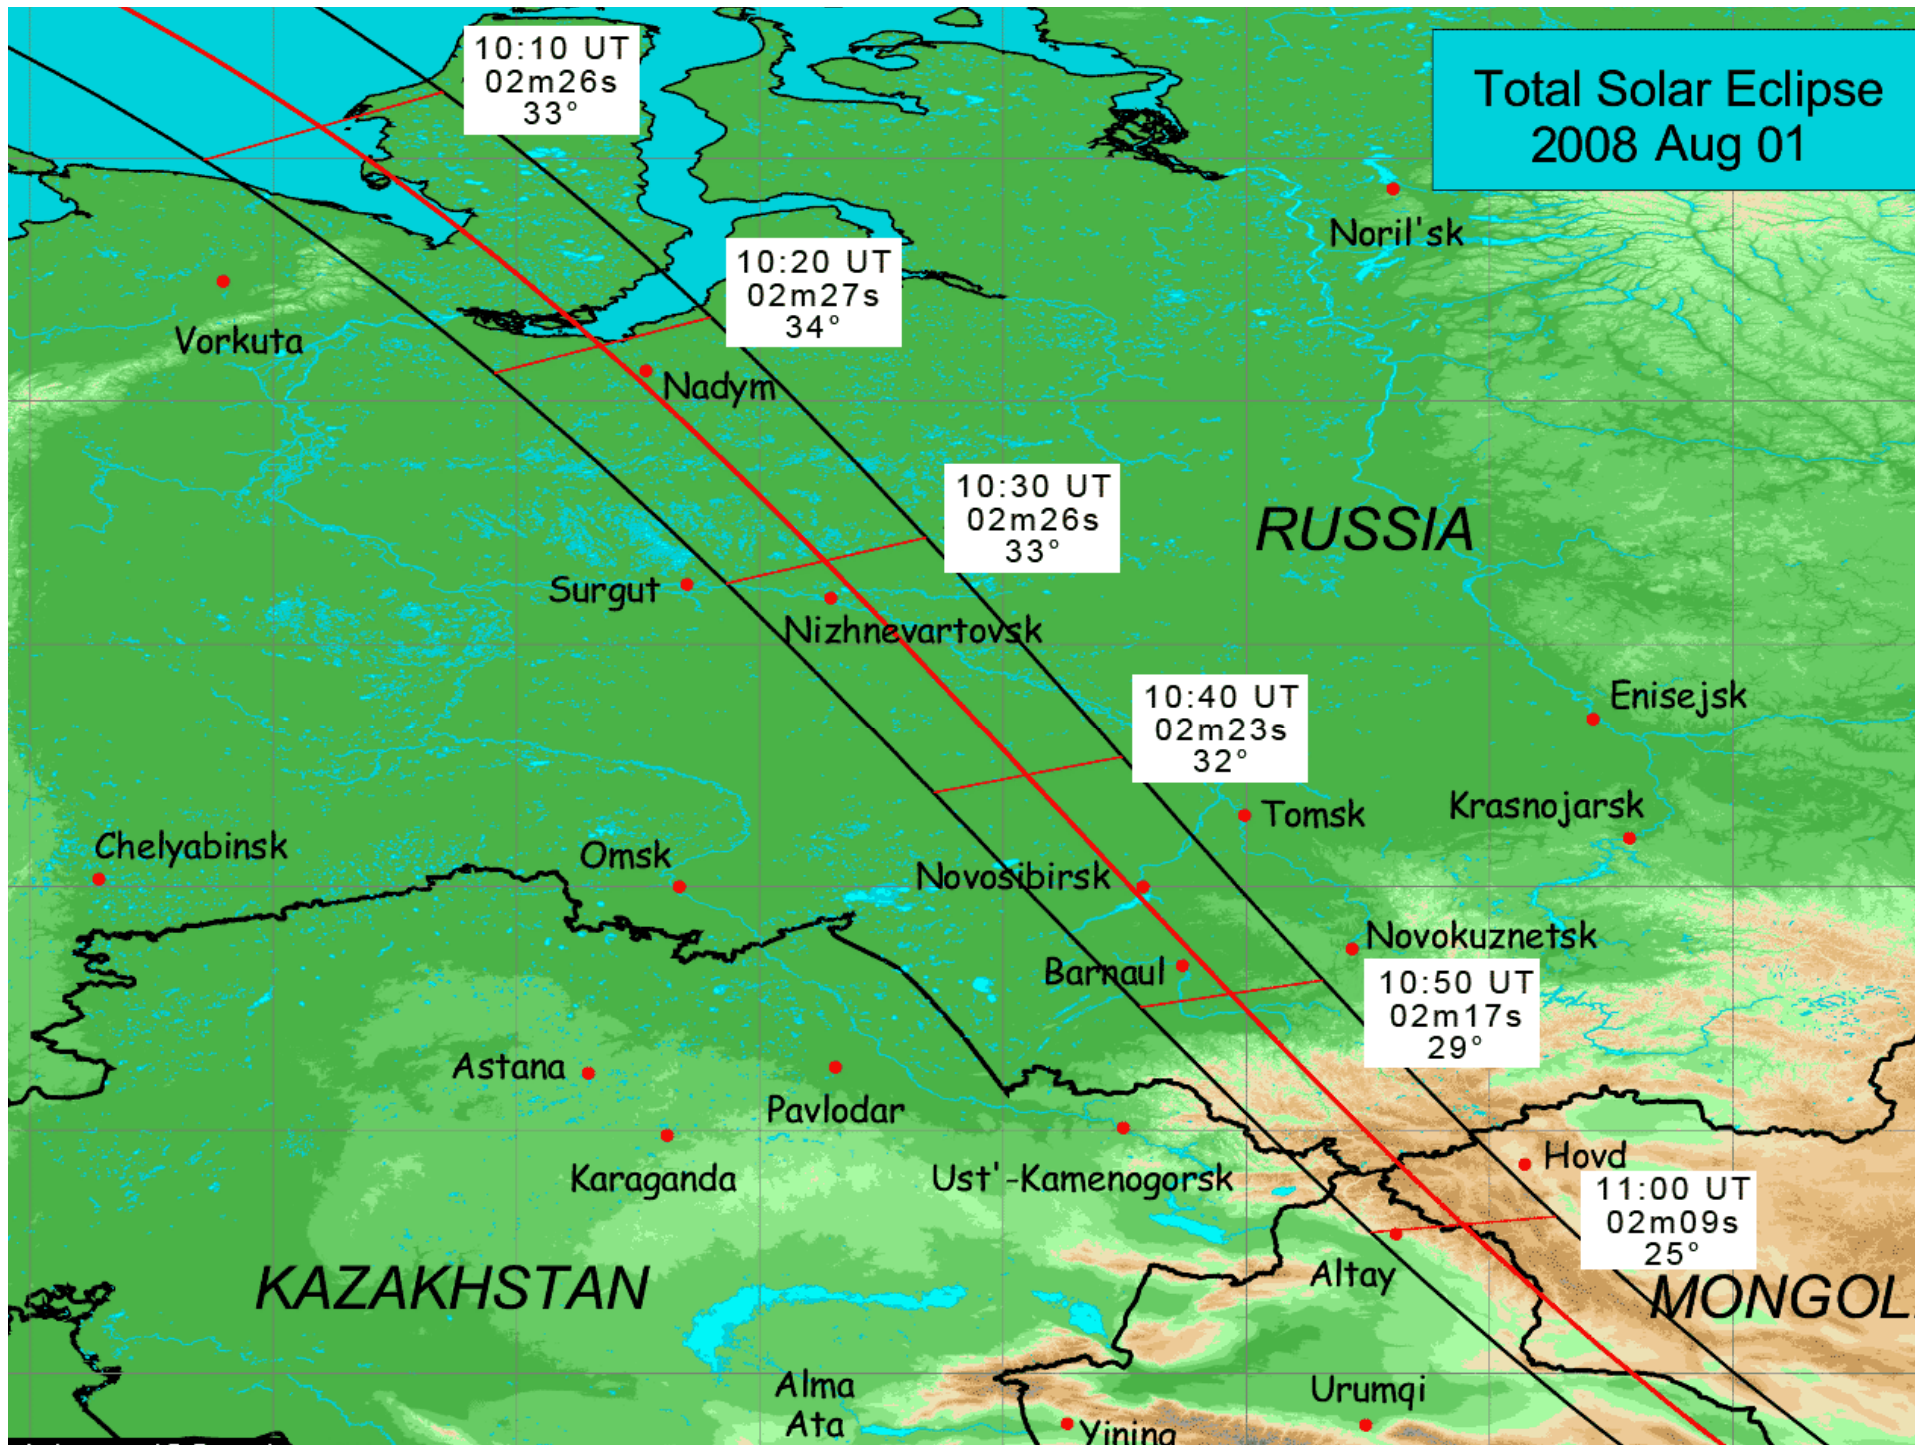 Total Solar Eclipse
2008 Aug 01
10:10 UT
02m26s
33°
Noril'sk
10:20 UT
02m27s
34°
Vorkuta
Nadym
10:30 UT
02m26s
33°
RUSSIA
Surgut
Nizhnevartovsk
10:40 UT
02m23s
32°
Enisejsk
Tomsk
Krasnojarsk
Chelyabinsk
Omsk
Novosibirsk
Novokuznetsk
Barnaul
10:50 UT
02m17s
29°
Astana
Pavlodar
Karaganda
Ust'-Kamenogorsk
Hovd
11:00 UT
02m09s
25°
Altay
KAZAKHSTAN
MONGOL
Alma
Ata
Urumqi
Yining